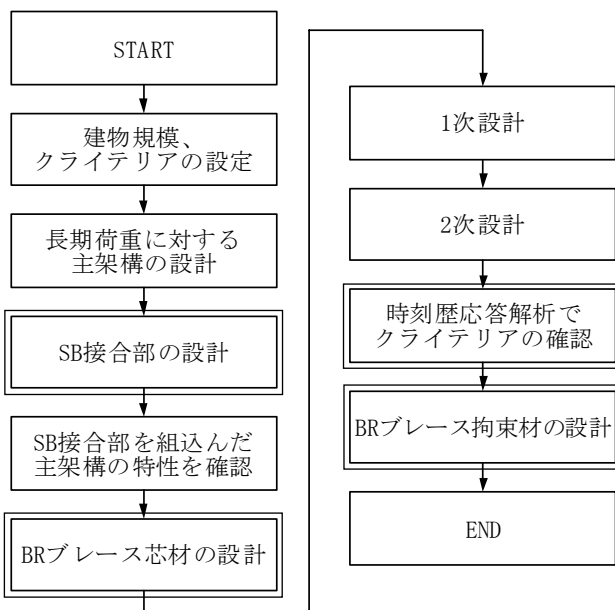 START
建物規模、
クライテリアの設定
長期荷重に対する
主架構の設計
SB接合部の設計
SB接合部を組込んだ
主架構の特性を確認
BRブレース芯材の設計
1次設計
2次設計
時刻歴応答解析で
クライテリアの確認
BRブレース拘束材の設計
END